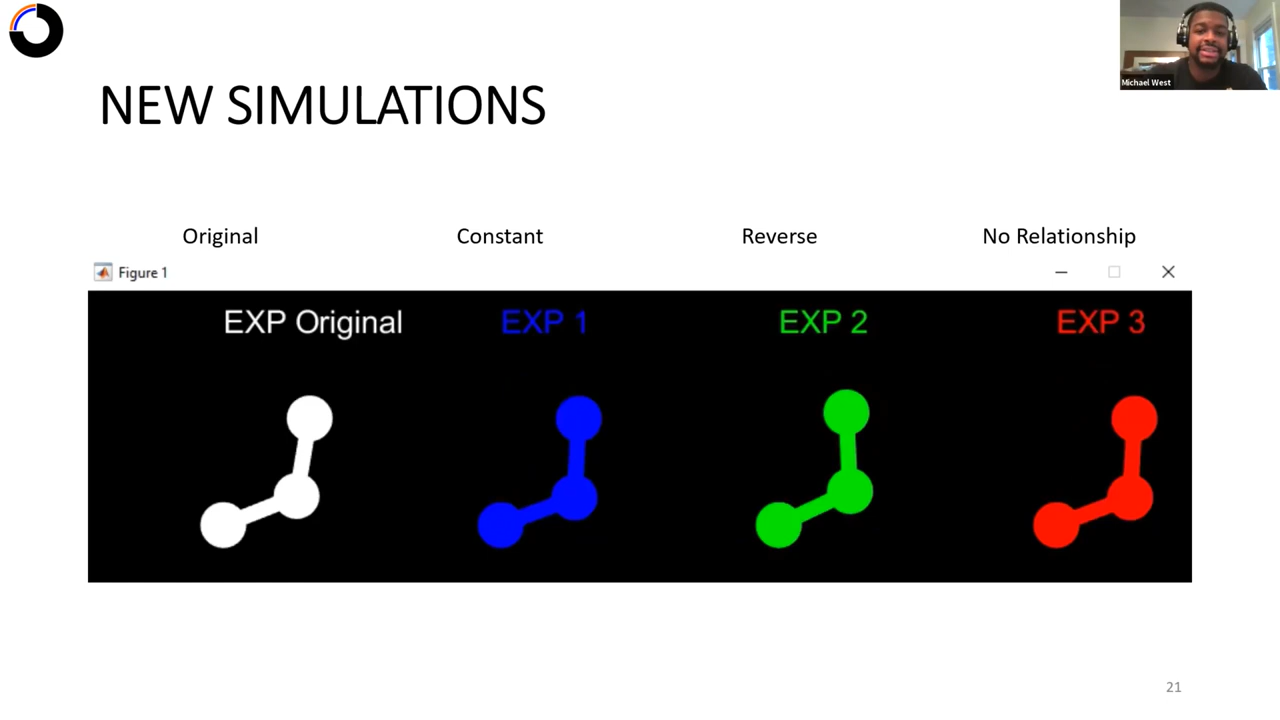 Michael West
NEW SIMULATIONS
Original Constant Reverse No Relationship
Figure 1
EXP Original EXP 1 EXP 2 EXP 3
21